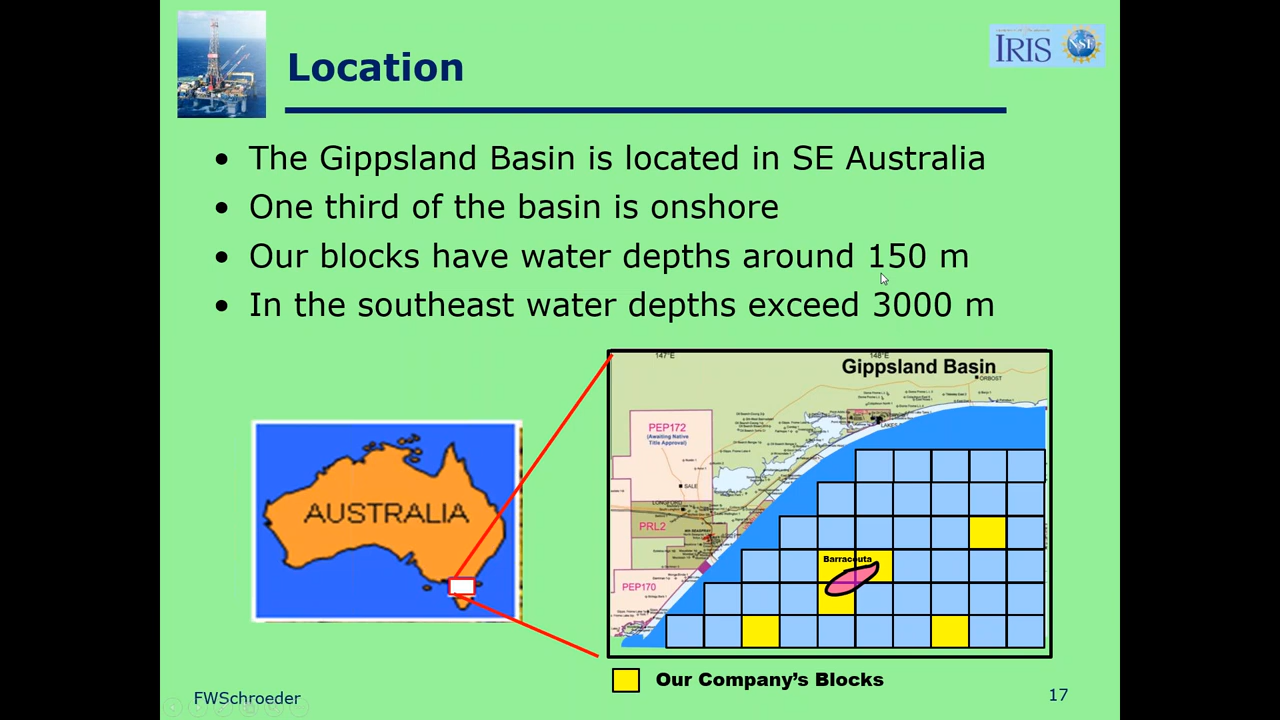 Location
IRIS
NSF
• The Gippsland Basin is located in SE Australia
• One third of the basin is onshore
• Our blocks have water depths around 150 m
• In the southeast water depths exceed 3000 m
147°E
148°E
Gippsland Basin
ORBOST
PEP172
(Awaiting Native
Title Approval)
SALE
LONGFORD
PRL2
PEP170
Barracouta
AUSTRALIA
Our Company's Blocks
FWSchroeder
17